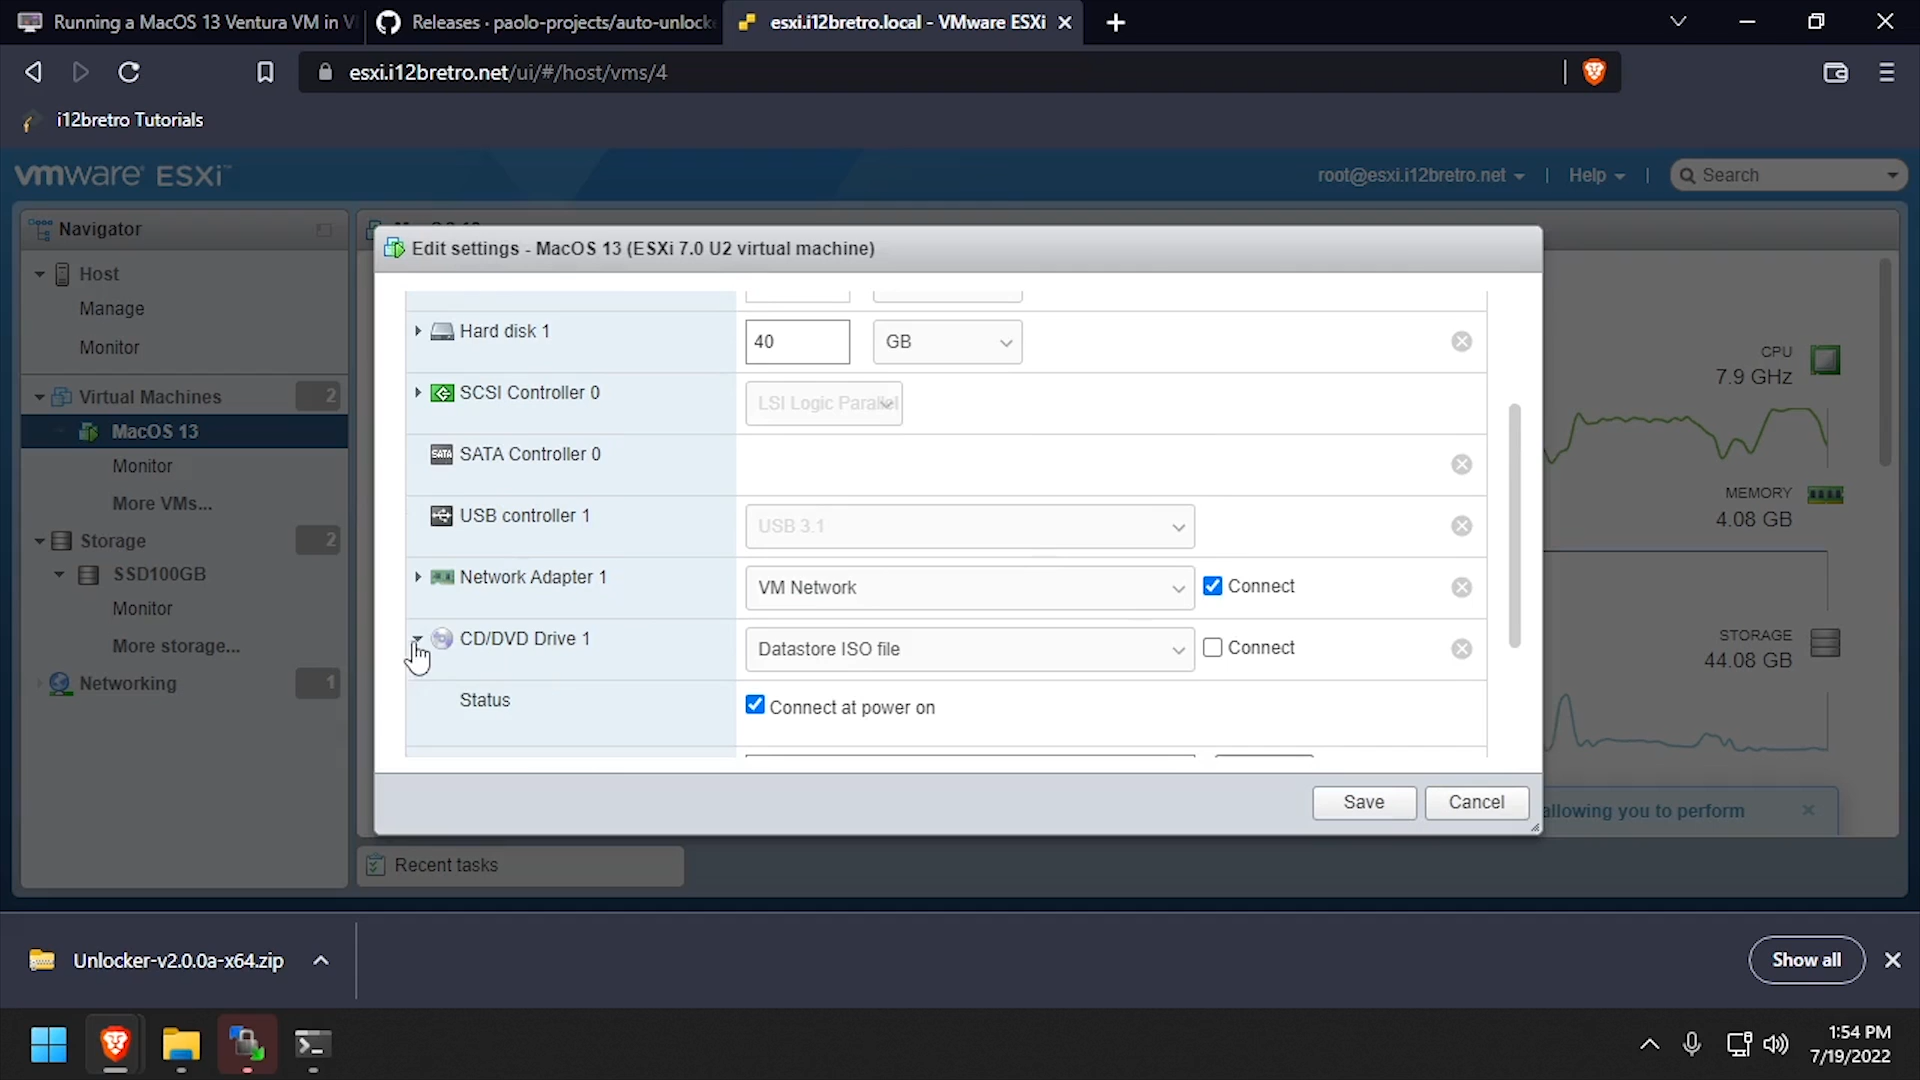 Running a MacOS 13 Ventura VM in V
Releases · paolo-projects/auto-unlocke
esxi.i12bretro.local - VMware ESXi
esxi.i12bretro.net/ui/#/host/vms/4
i12bretro Tutorials
vmware ESXi™
root@esxi.i12bretro.net
Help
Search
Navigator
Host
Manage
Monitor
Virtual Machines
2
MacOS 13
Monitor
More VMs...
Storage
2
SSD100GB
Monitor
More storage...
Networking
1
Edit settings - MacOS 13 (ESXi 7.0 U2 virtual machine)
Hard disk 1
40
GB
SCSI Controller 0
LSI Logic Parallel
SATA
SATA Controller 0
USB controller 1
USB 3.1
Network Adapter 1
VM Network
Connect
CD/DVD Drive 1
Datastore ISO file
Connect
Status
Connect at power on
Save
Cancel
CPU
7.9 GHz
MEMORY
4.08 GB
STORAGE
44.08 GB
allowing you to perform
Recent tasks
Unlocker-v2.0.0a-x64.zip
Show all
1:54 PM
7/19/2022